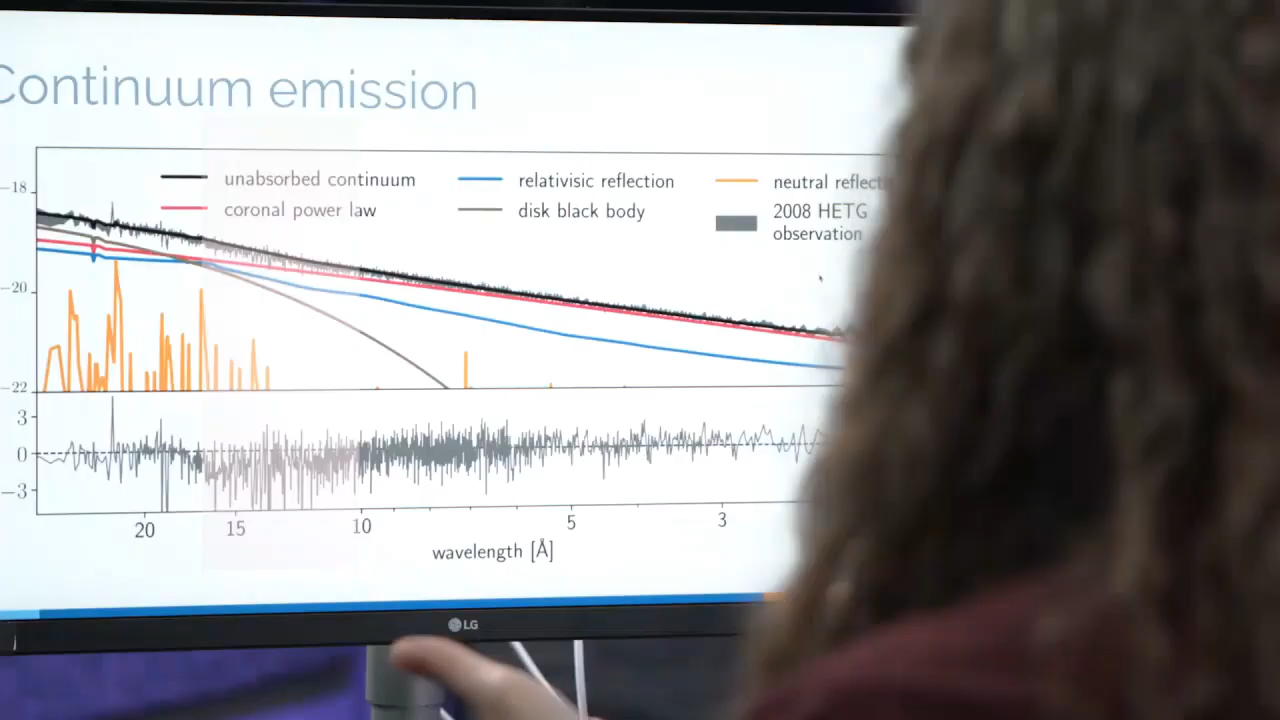 Continuum emission
unabsorbed continuum
relativisic reflection
neutral
coronal power law
disk black body
2008 HETG
observation
−18
−20
−22
3
0
−3
20
15
10
5
3
wavelength [Å]
LG